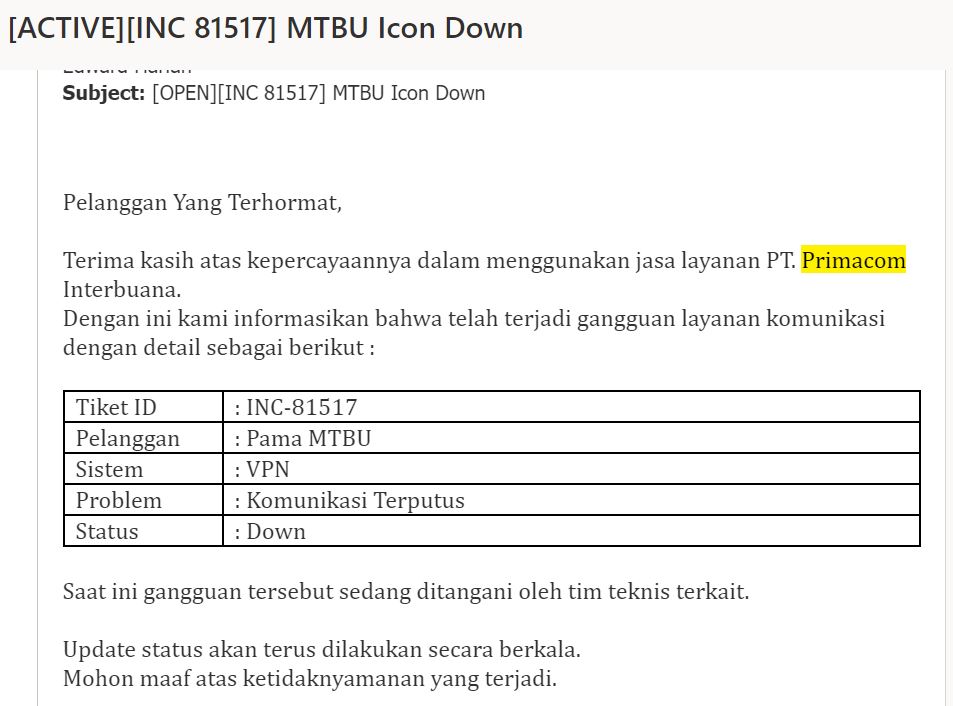 [ACTIVE][INC 81517] MTBU Icon Down
Subject: [OPEN][INC 81517] MTBU Icon Down
Pelanggan Yang Terhormat,
Terima kasih atas kepercayaannya dalam menggunakan jasa layanan PT. Primacom
Interbuana.
Dengan ini kami informasikan bahwa telah terjadi gangguan layanan komunikasi
dengan detail sebagai berikut :
Tiket ID : INC-81517
Pelanggan : Pama MTBU
Sistem : VPN
Problem : Komunikasi Terputus
Status : Down
Saat ini gangguan tersebut sedang ditangani oleh tim teknis terkait.
Update status akan terus dilakukan secara berkala.
Mohon maaf atas ketidaknyamanan yang terjadi.